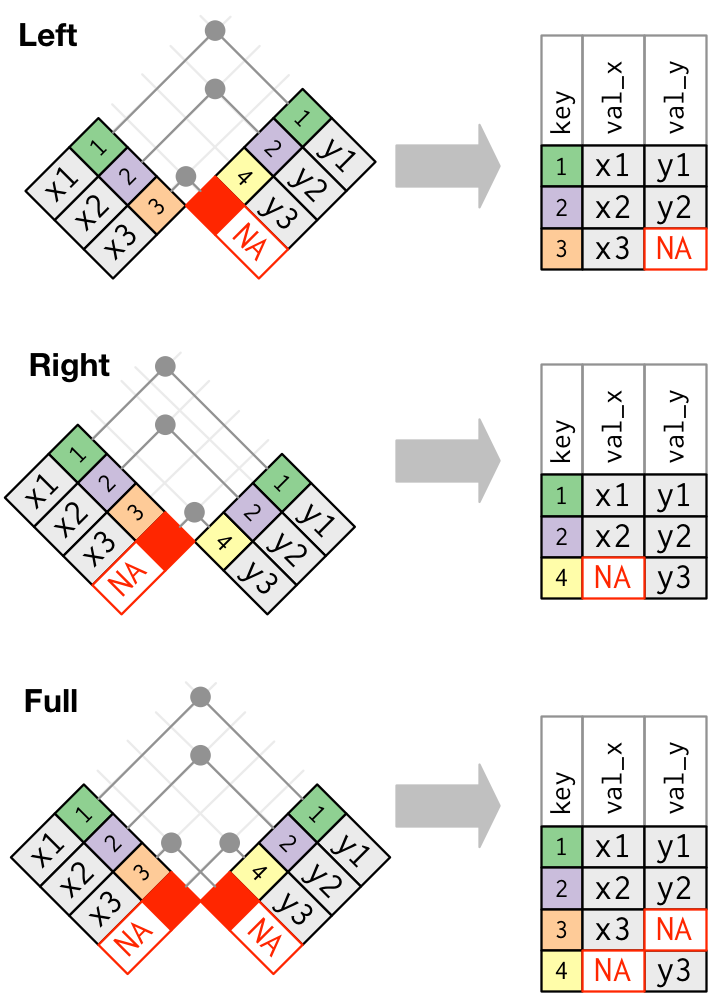 Left
1 2 3
x1 x2 x3
1 2 4
y1 y2 y3
NA
key val_x val_y
1 x1 y1
2 x2 y2
3 x3 NA
Right
1 2 3
x1 x2 x3
NA
1 2 4
y1 y2 y3
key val_x val_y
1 x1 y1
2 x2 y2
4 NA y3
Full
1 2 3
x1 x2 x3
NA
1 2 4
y1 y2 y3
NA
key val_x val_y
1 x1 y1
2 x2 y2
3 x3 NA
4 NA y3